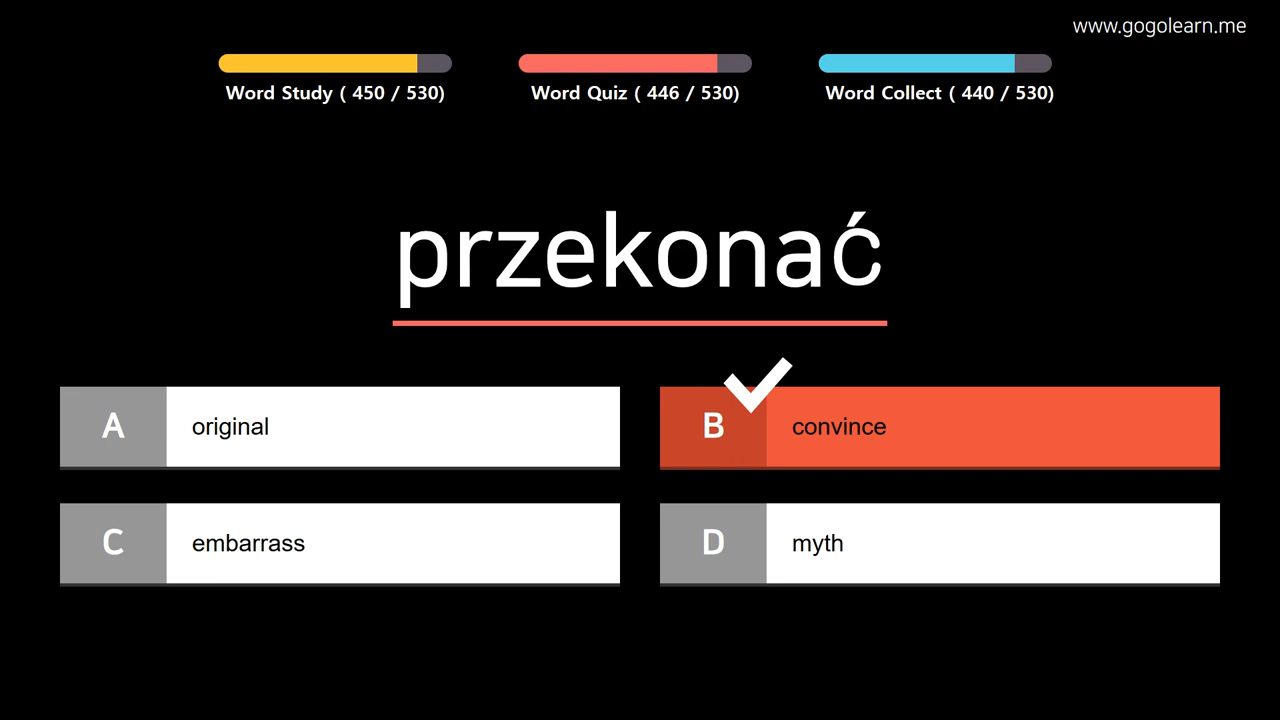 www.gogolearn.me
Word Study ( 450 / 530)
Word Quiz ( 446 / 530)
Word Collect ( 440 / 530)
przekonać
A original
B convince
C embarrass
D myth